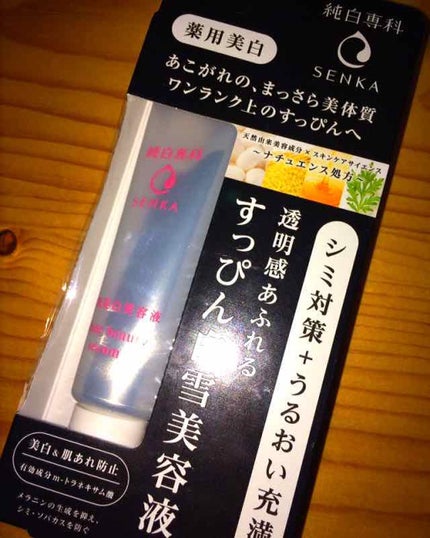 純白専科
SENKA
薬用美白
あこがれの、まっさら美体質
ワンランク上のすっぴんへ
天然由来美容成分×スキンケアサイエンス
～ナチュエンス処方～
シミ対策+うるおい充満
透明感あふれる
すっぴん白雪美容液
純白専科
SENKA
美容液
beauty
美白&肌あれ防止
有効成分m-トラネキサム酸
メラニンの生成を抑え、
シミ・ソバカスを防ぐ